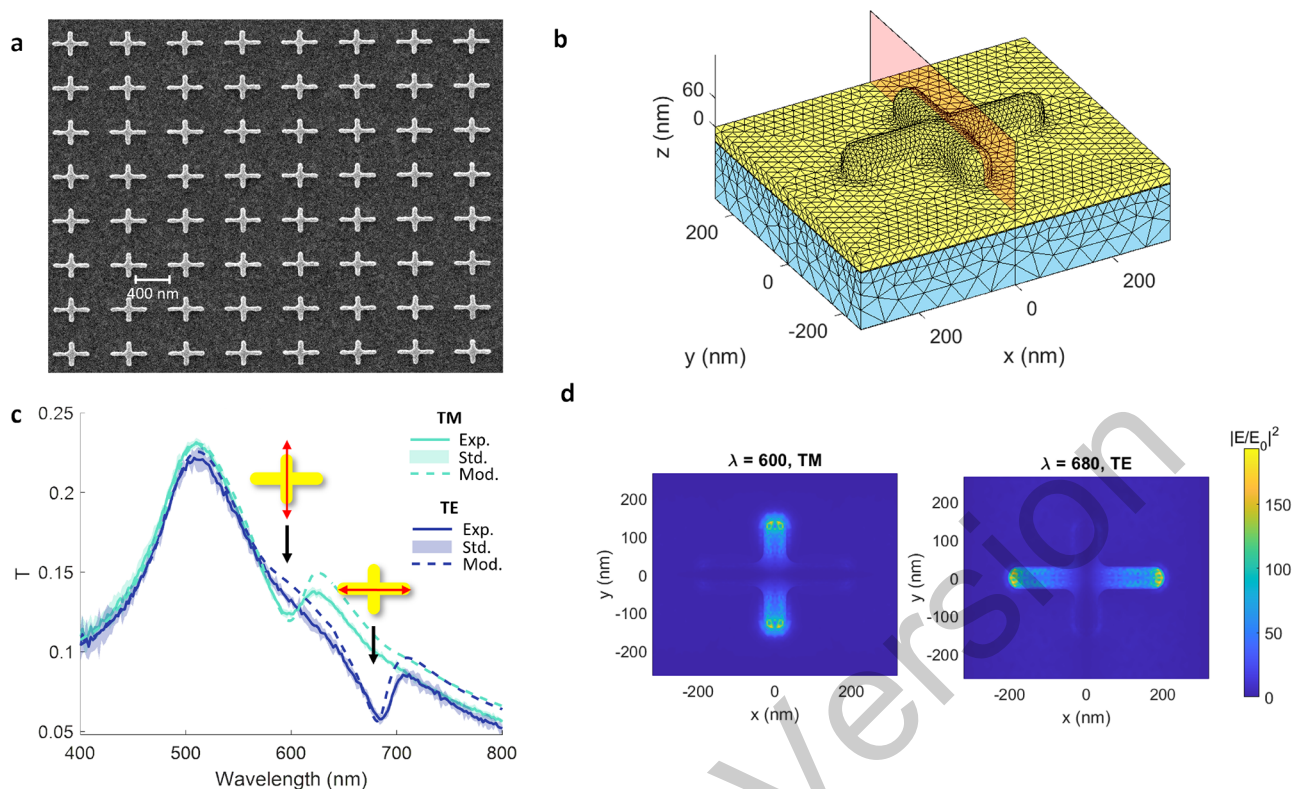 a
400 nm
b
60
0
z (nm)
200
0
-200
y (nm)
200
0
200
x (nm)
c
0.25
0.2
0.15
0.1
0.05
T
400
500
600
700
800
Wavelength (nm)
TM
Exp.
Std.
Mod.
TE
Exp.
Std.
Mod.
d
λ = 600, TM
200
100
0
-100
-200
y (nm)
-200
0
200
x (nm)
λ = 680, TE
200
100
0
-100
-200
y (nm)
-200
0
200
x (nm)
|E/E0|2
150
100
50
0
Version